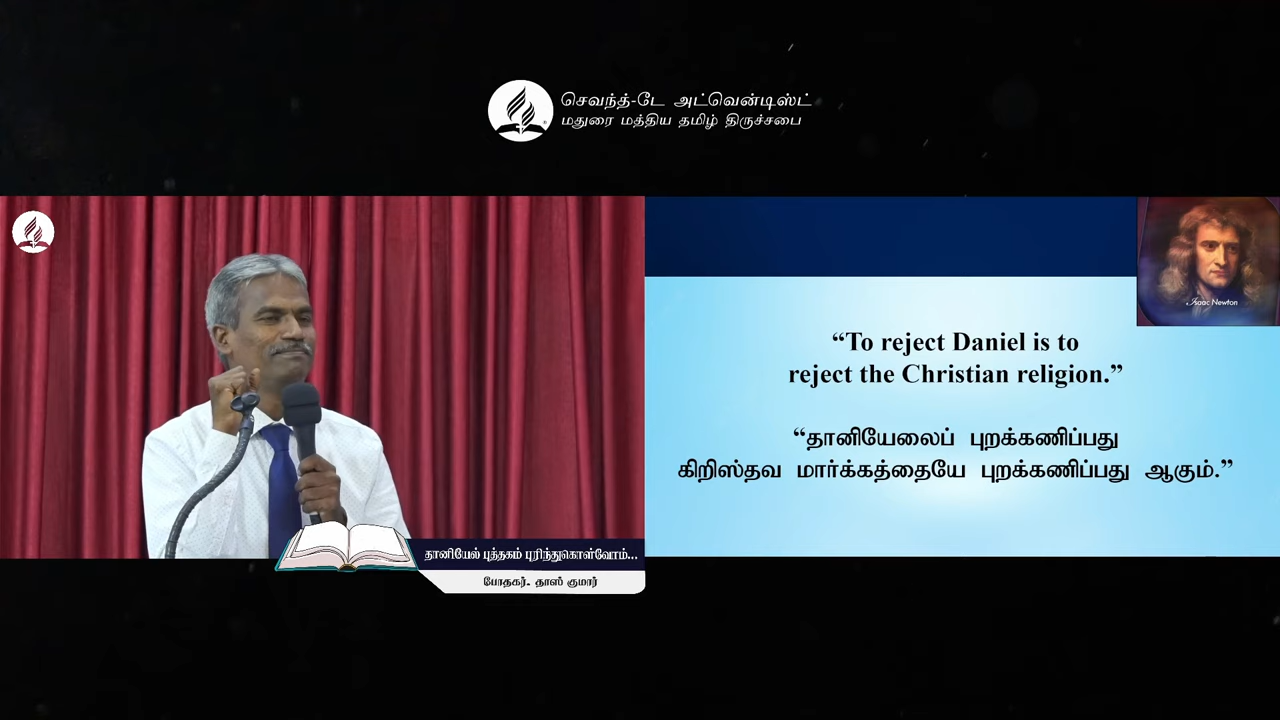 செவந்த்-டே அட்வென்டிஸ்ட்
மதுரை மத்திய தமிழ் திருச்சபை
Isaac Newton
“To reject Daniel is to
reject the Christian religion.”
“தானியேலைப் புறக்கணிப்பது
கிறிஸ்தவ மார்க்கத்தையே புறக்கணிப்பது ஆகும்.”
தானியேல் புத்தகம் புரிந்துகொள்வோம்...
போதகர். தாஸ் குமார்